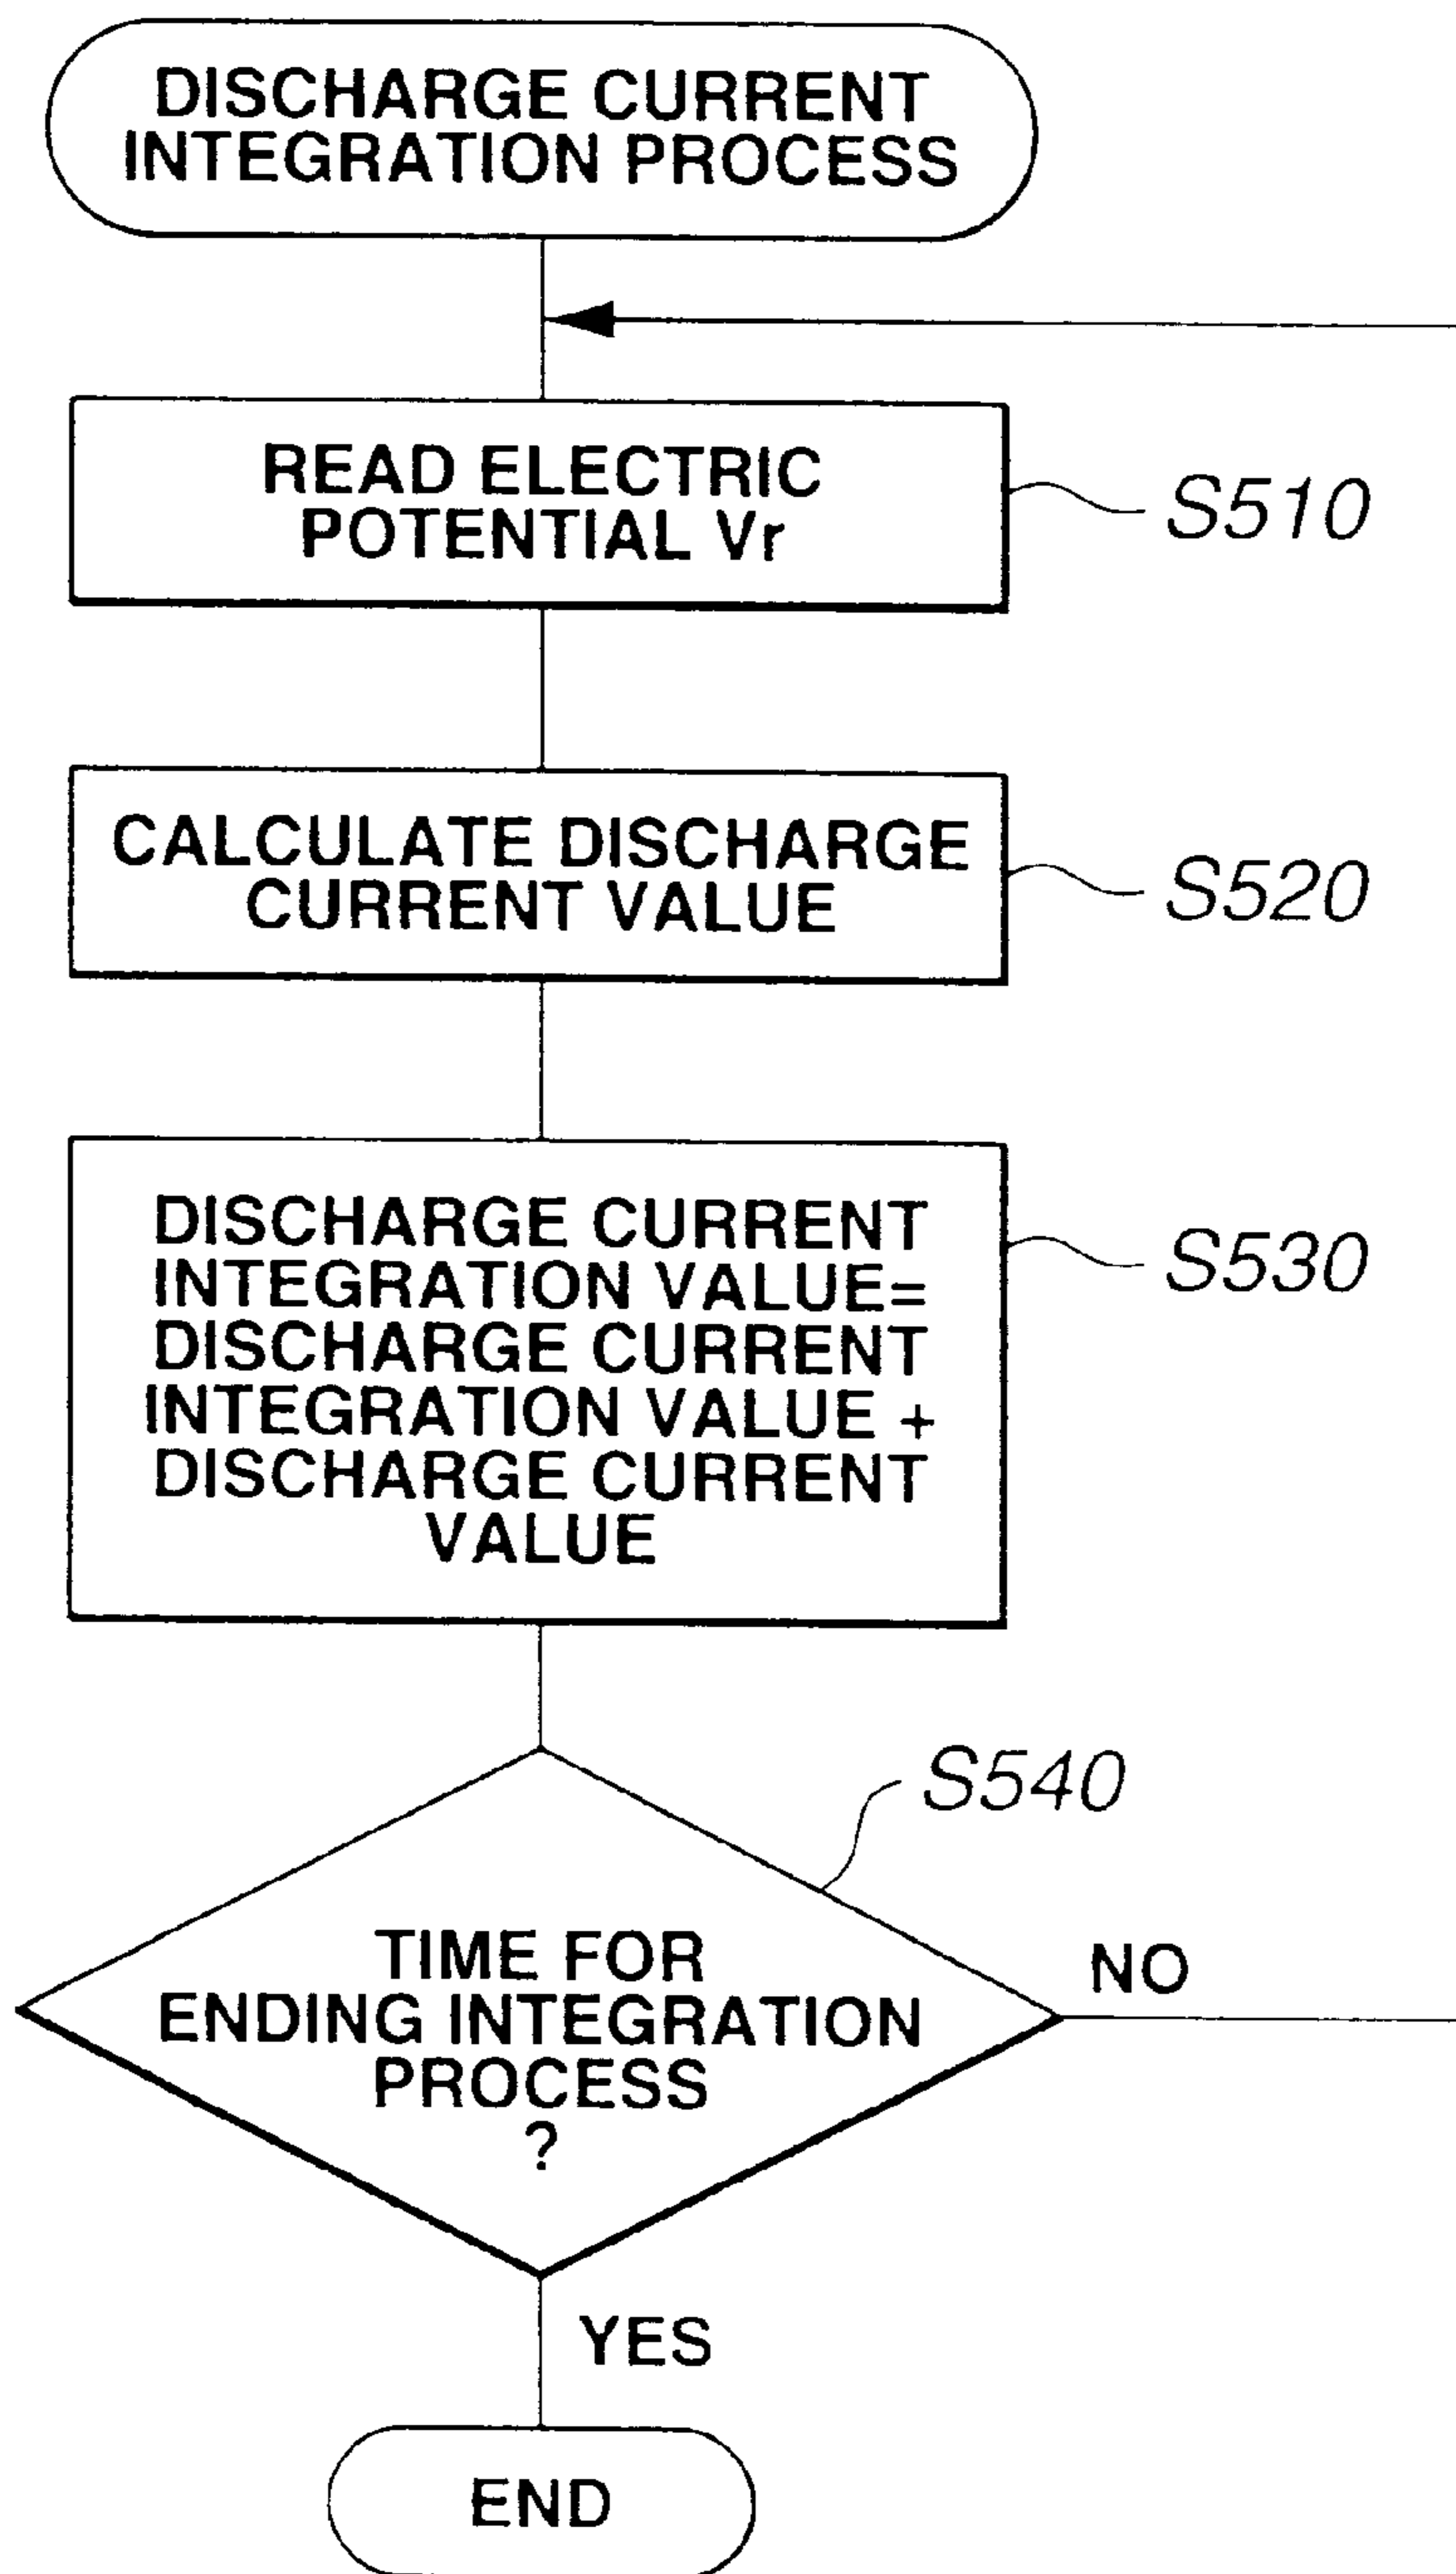 DISCHARGE CURRENT
INTEGRATION PROCESS
READ ELECTRIC
POTENTIAL Vr
S510
CALCULATE DISCHARGE
CURRENT VALUE
S520
DISCHARGE CURRENT
INTEGRATION VALUE=
DISCHARGE CURRENT
INTEGRATION VALUE +
DISCHARGE CURRENT
VALUE
S530
S540
TIME FOR
ENDING INTEGRATION
PROCESS
?
NO
YES
END